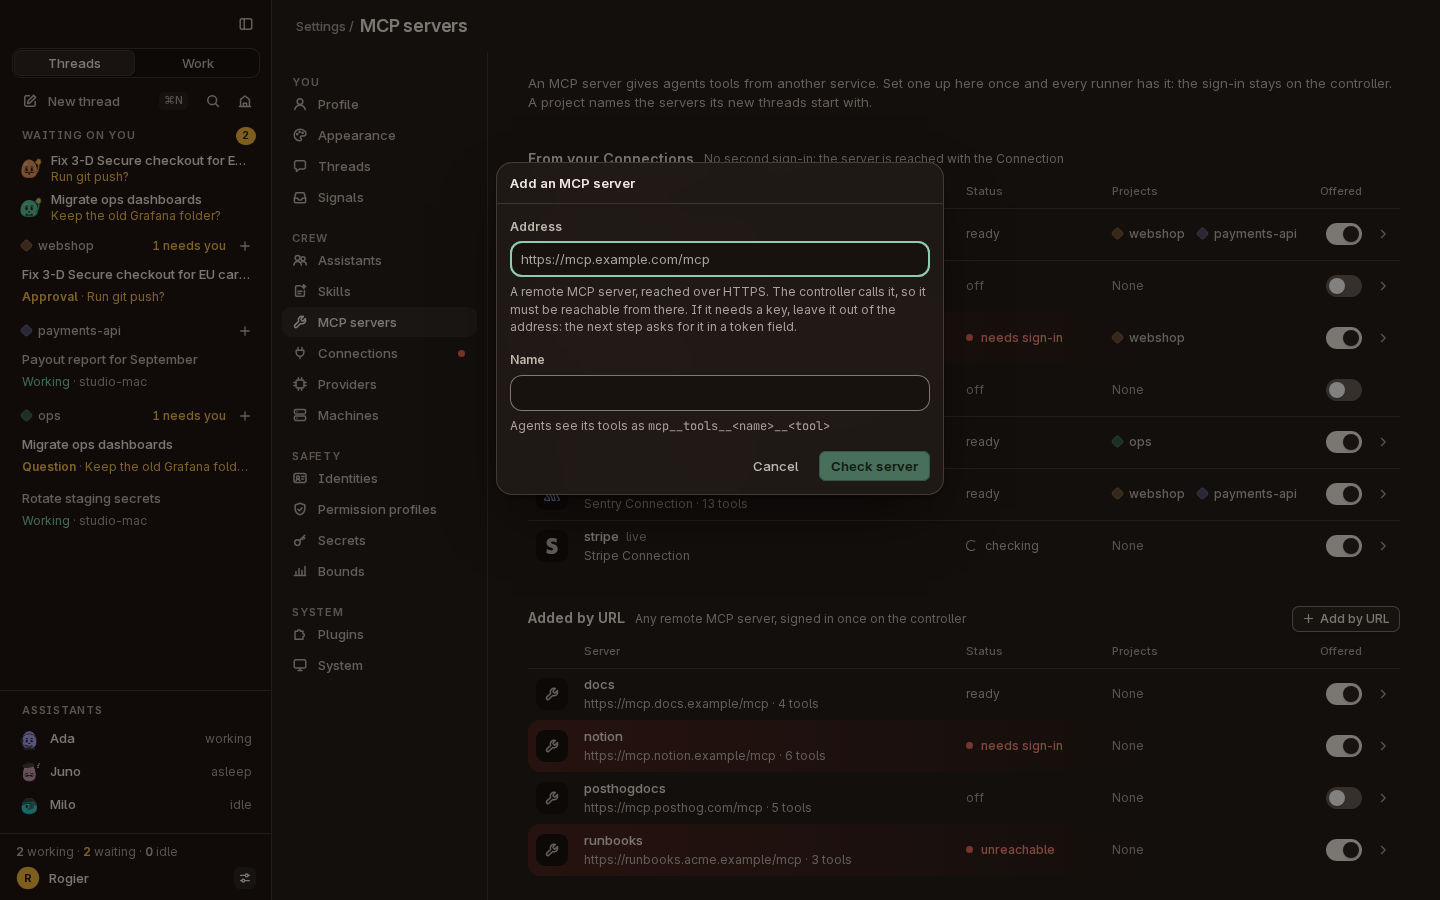 Settings / MCP servers
Threads
Work
New thread
⌘N
WAITING ON YOU
2
Fix 3-D Secure checkout for E...
Run git push?
Migrate ops dashboards
Keep the old Grafana folder?
webshop
1 needs you
Fix 3-D Secure checkout for EU car...
Approval · Run git push?
payments-api
Payout report for September
Working · studio-mac
ops
1 needs you
Migrate ops dashboards
Question · Keep the old Grafana fold...
Rotate staging secrets
Working · studio-mac
ASSISTANTS
Ada
working
Juno
asleep
Milo
idle
2 working · 2 waiting · 0 idle
R
Rogier
YOU
Profile
Appearance
Threads
Signals
CREW
Assistants
Skills
MCP servers
Connections
Providers
Machines
SAFETY
Identities
Permission profiles
Secrets
Bounds
SYSTEM
Plugins
System
An MCP server gives agents tools from another service. Set one up here once and every runner has it: the sign-in stays on the controller.
A project names the servers its new threads start with.
From your Connections
No second sign-in: the server is reached with the Connection
Status
Projects
Offered
ready
webshop
payments-api
off
None
needs sign-in
webshop
off
None
ready
ops
Sentry Connection · 13 tools
ready
webshop
payments-api
stripe live
Stripe Connection
checking
None
Add an MCP server
Address
https://mcp.example.com/mcp
A remote MCP server, reached over HTTPS. The controller calls it, so it
must be reachable from there. If it needs a key, leave it out of the
address: the next step asks for it in a token field.
Name
Agents see its tools as mcp__tools__<name>__<tool>
Cancel
Check server
Added by URL
Any remote MCP server, signed in once on the controller
Add by URL
Server
Status
Projects
Offered
docs
https://mcp.docs.example/mcp · 4 tools
ready
None
notion
https://mcp.notion.example/mcp · 6 tools
needs sign-in
None
posthogdocs
https://mcp.posthog.com/mcp · 5 tools
off
None
runbooks
https://runbooks.acme.example/mcp · 3 tools
unreachable
None